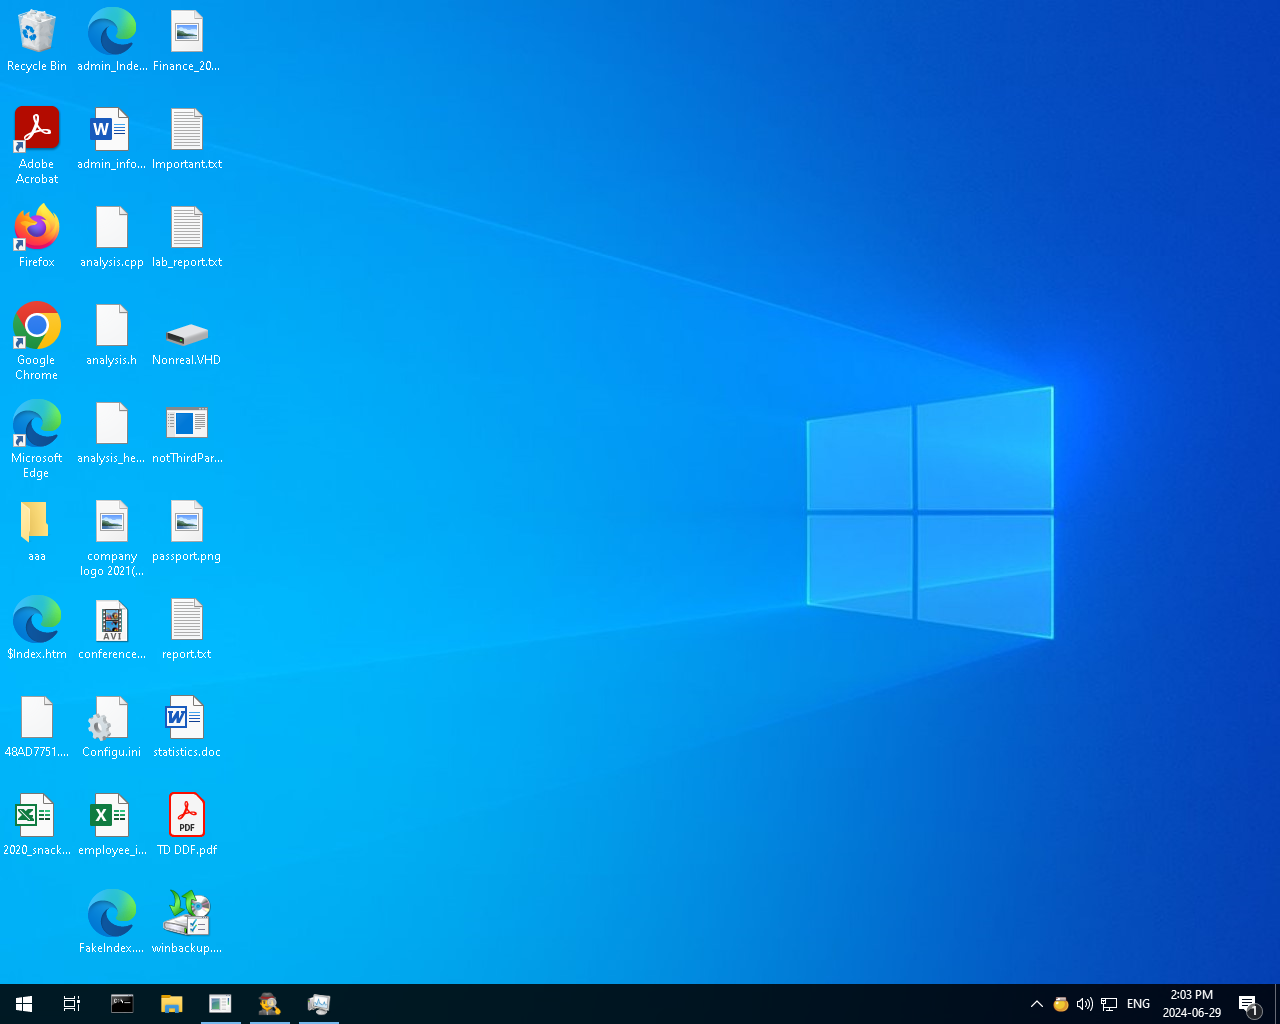 Recycle Bin
Adobe
Acrobat
Firefox
Google
Chrome
Microsoft
Edge
aaa
$Index.htm
48AD7751....
2020_snack...
admin_Inde...
admin_info...
analysis.cpp
analysis.h
analysis_he...
company
logo 2021(...
conference...
AVI
Configu.ini
employee_i...
FakeIndex....
Finance_20...
Important.txt
lab_report.txt
Nonreal.VHD
notThirdPar...
passport.png
report.txt
statistics.doc
PDF
TD DDF.pdf
winbackup....
ENG
2:03 PM
2024-06-29
1